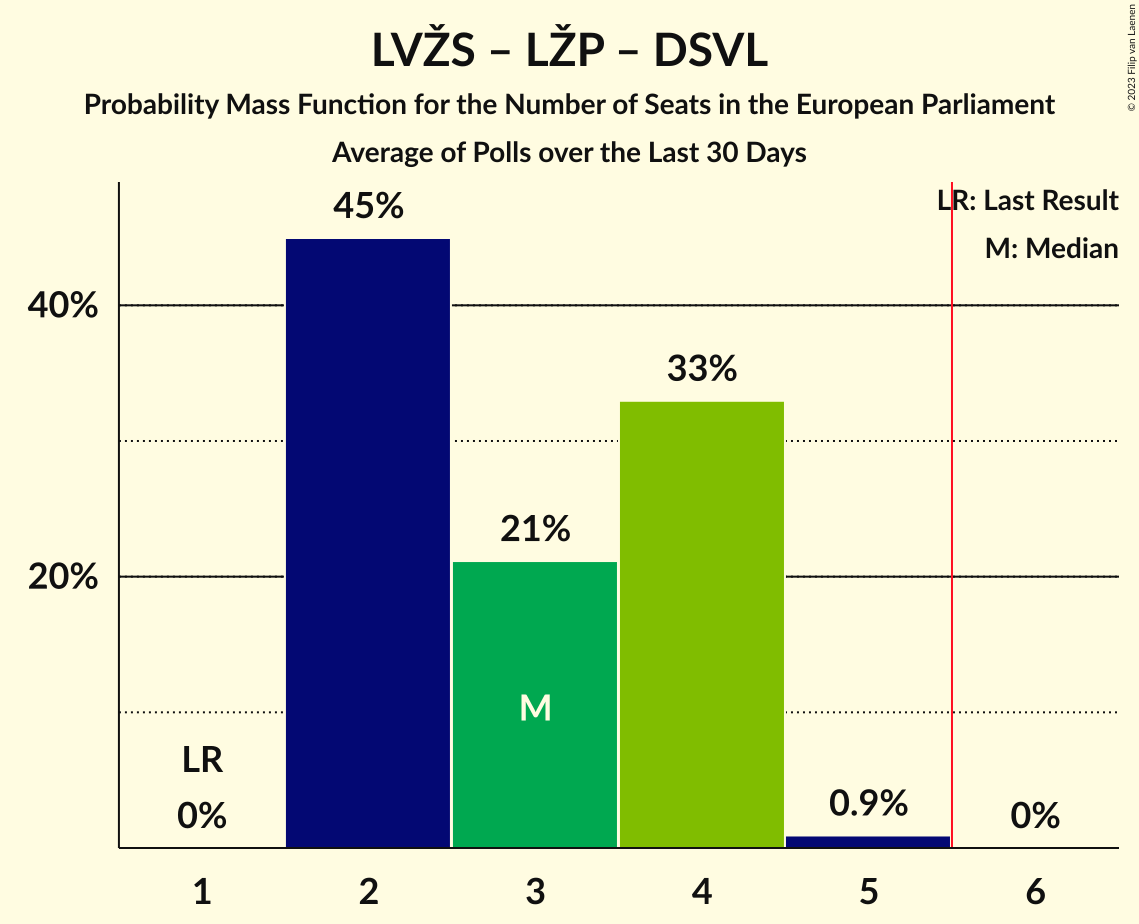 LVŽS – LŽP – DSVL
Probability Mass Function for the Number of Seats in the European Parliament
Average of Polls over the Last 30 Days
© 2023 Filip van Laenen
LR: Last Result
M: Median
45%
40%
33%
21%
20%
M
LR
0%
0.9%
0%
1 2 3 4 5 6